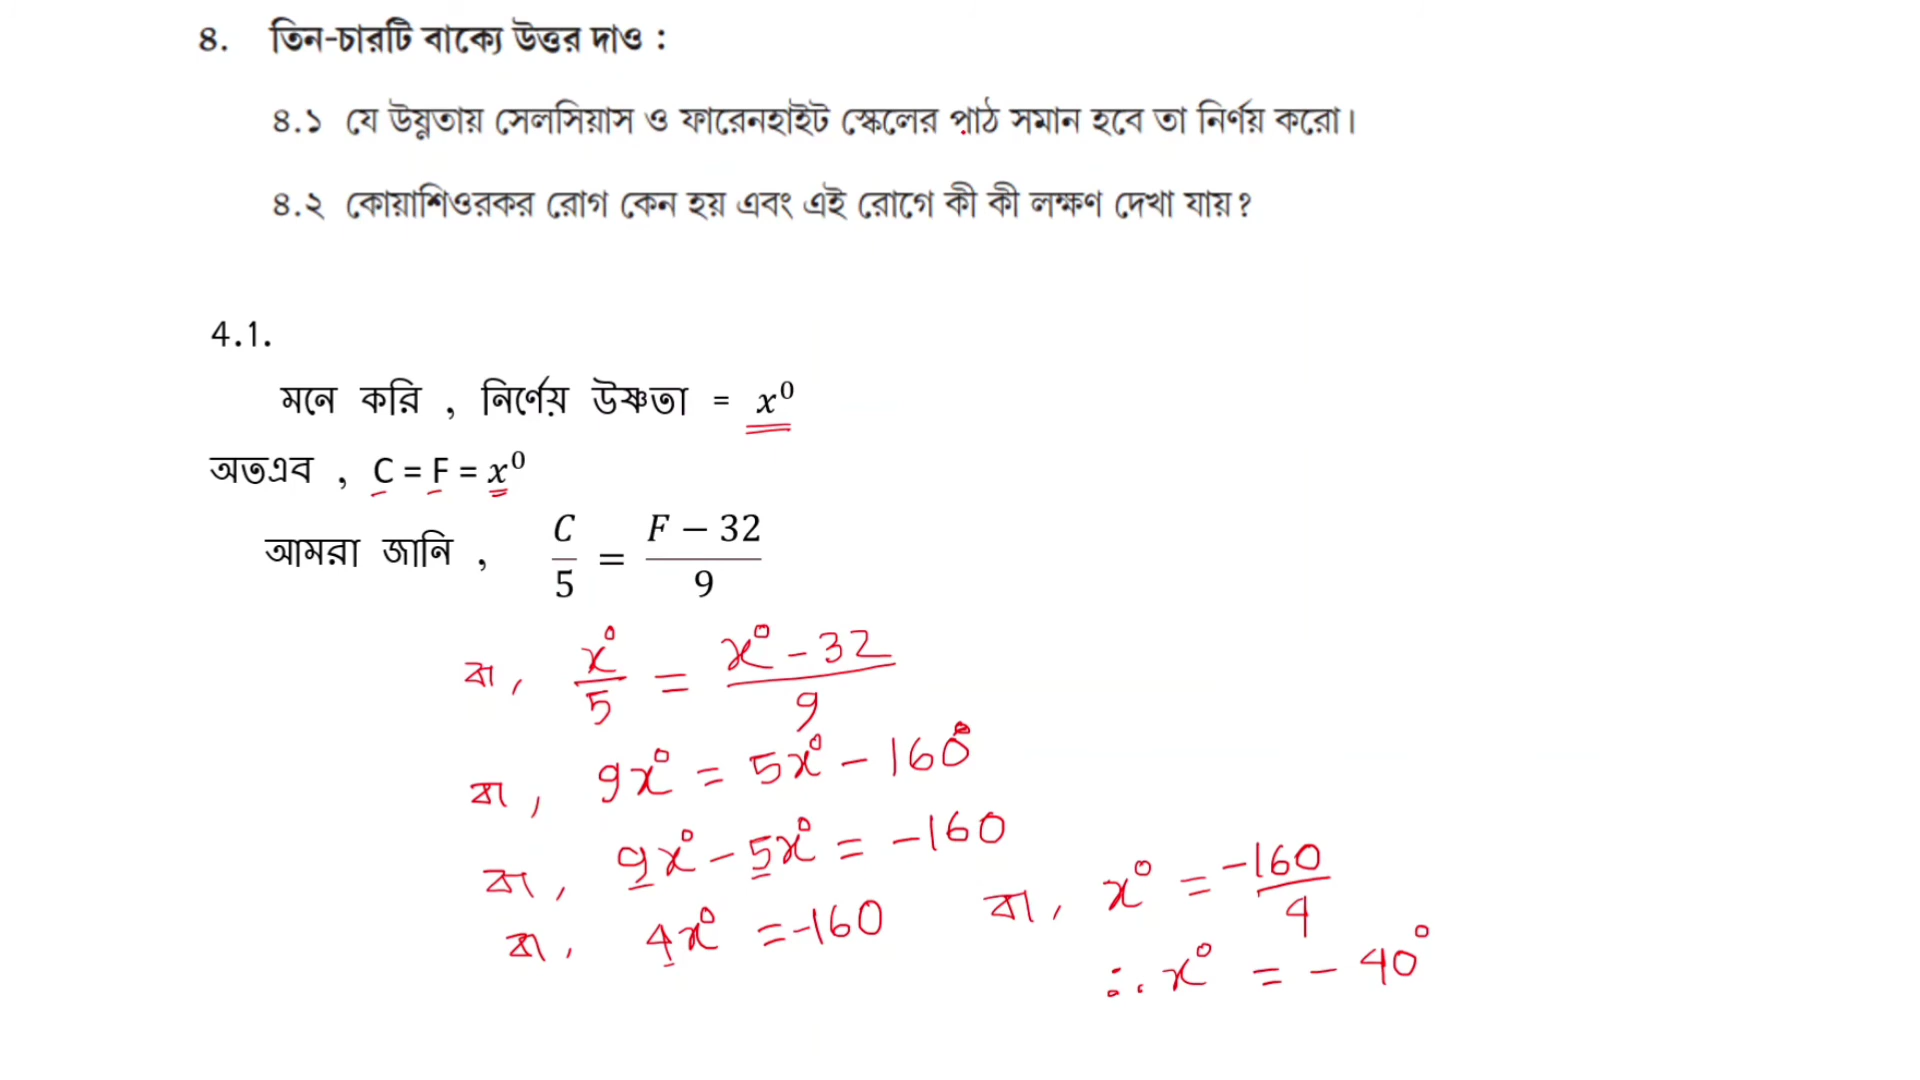 ৪. তিন-চারটি বাক্যে উত্তর দাও :
৪.১ যে উষ্ণতায় সেলসিয়াস ও ফারেনহাইট স্কেলের পাঠ সমান হবে তা নির্ণয় করো।
৪.২ কোয়াশিওরকর রোগ কেন হয় এবং এই রোগে কী কী লক্ষণ দেখা যায়?
4.1.
মনে করি , নির্ণেয় উষ্ণতা = x⁰
অতএব , C = F = x⁰
আমরা জানি , C/5 = (F − 32)/9
বা, x°/5 = (x° − 32)/9
বা, 9x° = 5x° − 160°
বা, 9x° − 5x° = −160
বা, 4x° = −160
বা, x° = −160/4
∴ x° = − 40°